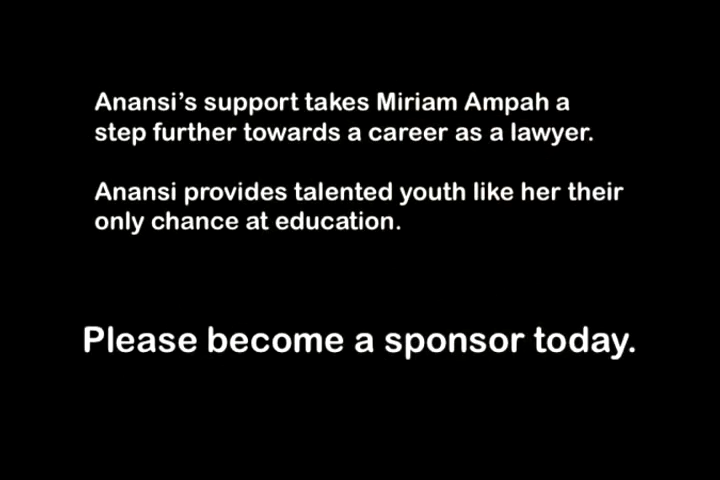 Anansi’s support takes Miriam Ampah a
step further towards a career as a lawyer.
Anansi provides talented youth like her their
only chance at education.
Please become a sponsor today.